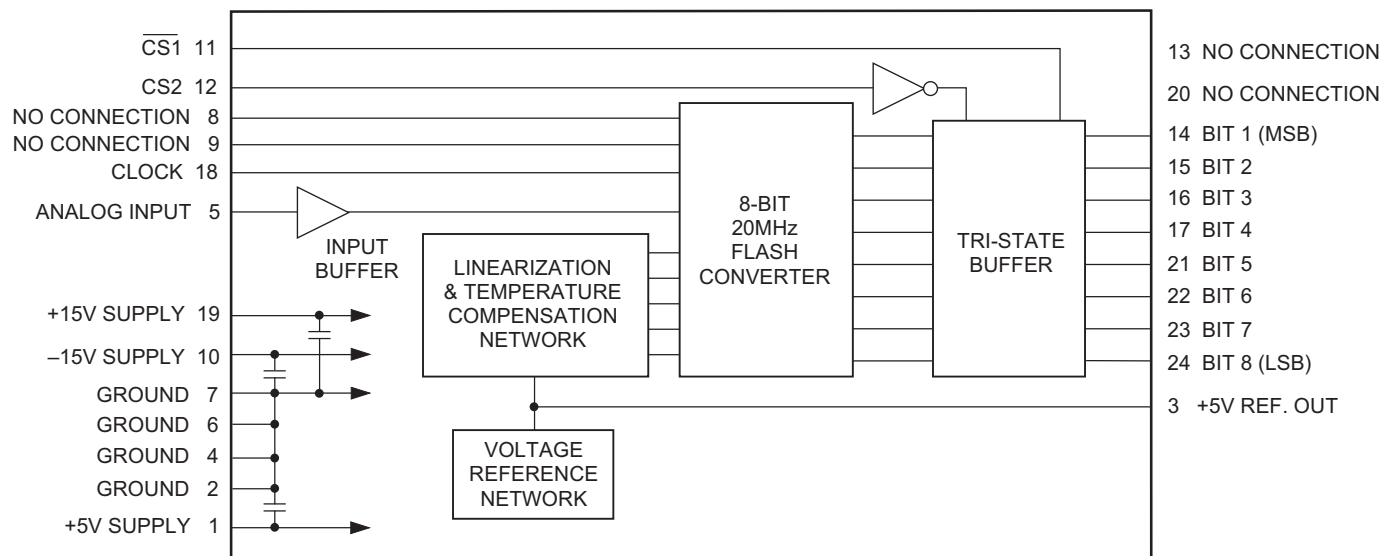 CS1 11
CS2 12
NO CONNECTION 8
NO CONNECTION 9
CLOCK 18
ANALOG INPUT 5
INPUT
BUFFER
+15V SUPPLY 19
–15V SUPPLY 10
GROUND 7
GROUND 6
GROUND 4
GROUND 2
+5V SUPPLY 1
LINEARIZATION
& TEMPERATURE
COMPENSATION
NETWORK
VOLTAGE
REFERENCE
NETWORK
8-BIT
20MHz
FLASH
CONVERTER
TRI-STATE
BUFFER
13 NO CONNECTION
20 NO CONNECTION
14 BIT 1 (MSB)
15 BIT 2
16 BIT 3
17 BIT 4
21 BIT 5
22 BIT 6
23 BIT 7
24 BIT 8 (LSB)
3 +5V REF. OUT